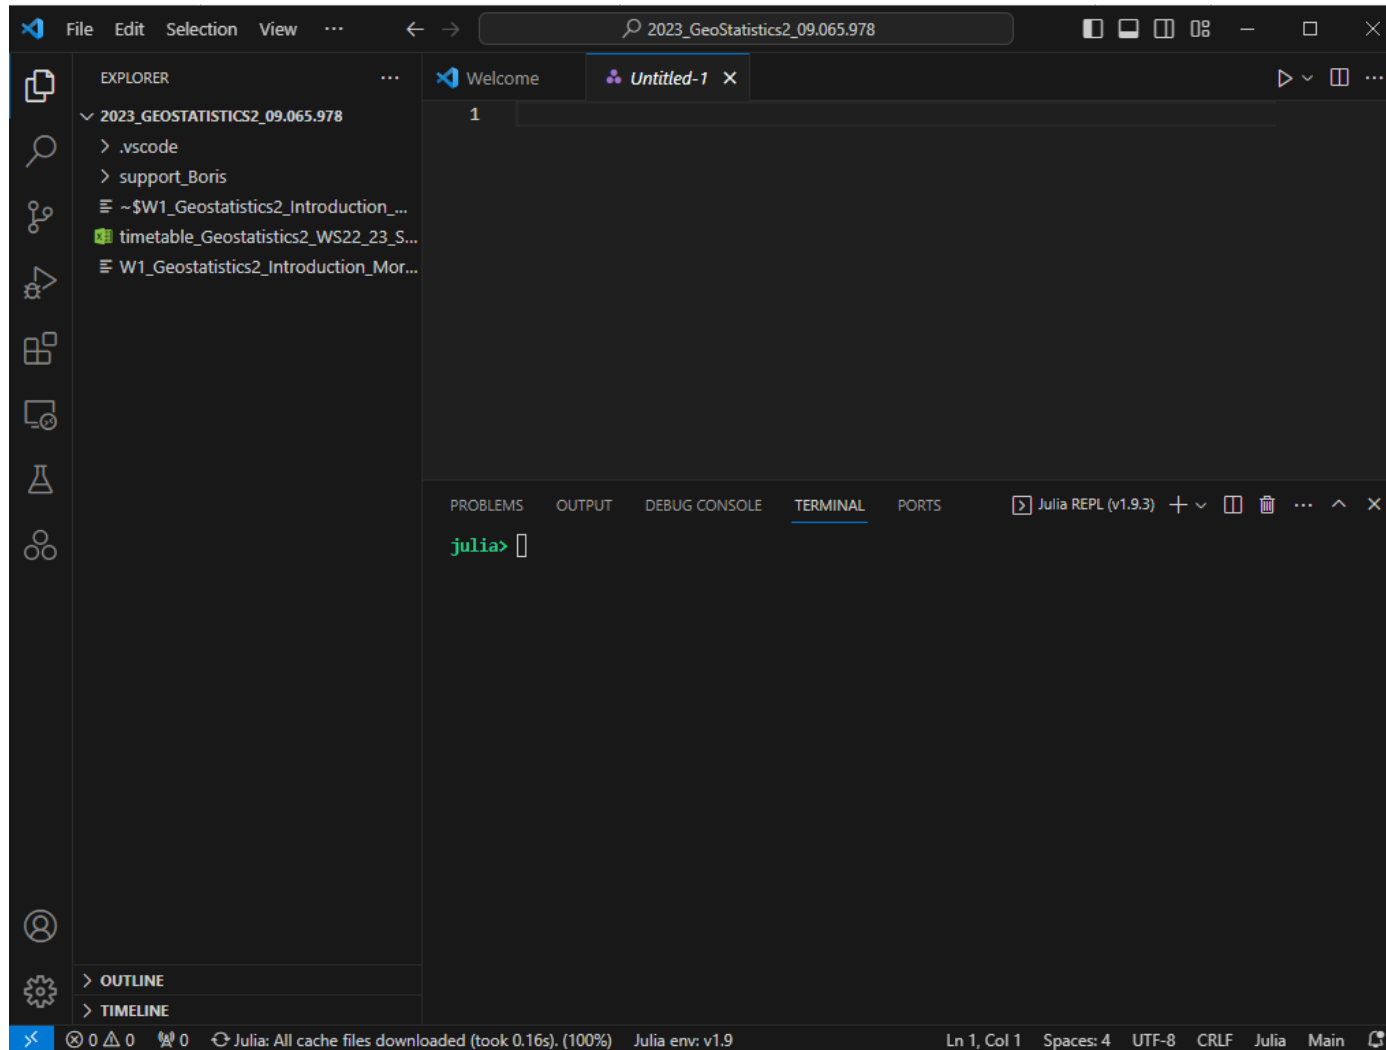 File Edit Selection View ··· 2023_GeoStatistics2_09.065.978
EXPLORER ···
Welcome Untitled-1
2023_GEOSTATISTICS2_09.065.978
.vscode
support_Boris
~$W1_Geostatistics2_Introduction_...
timetable_Geostatistics2_WS22_23_S...
W1_Geostatistics2_Introduction_Mor...
1
PROBLEMS OUTPUT DEBUG CONSOLE TERMINAL PORTS Julia REPL (v1.9.3)
julia>
OUTLINE
TIMELINE
0 0 0 Julia: All cache files downloaded (took 0.16s). (100%) Julia env: v1.9 Ln 1, Col 1 Spaces: 4 UTF-8 CRLF Julia Main